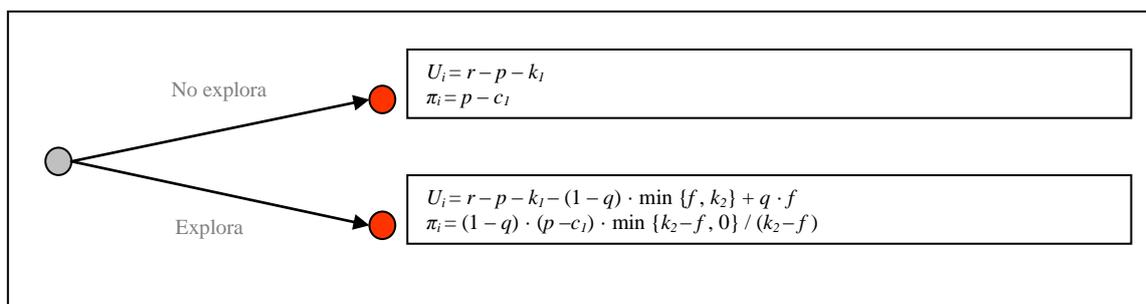 No explora
Uᵢ = r – p – k₁
πᵢ = p – c₁
Explora
Uᵢ = r – p – k₁ – (1 – q) · min {f , k₂} + q · f
πᵢ = (1 – q) · (p –c₁) · min {k₂– f , 0} / (k₂– f )